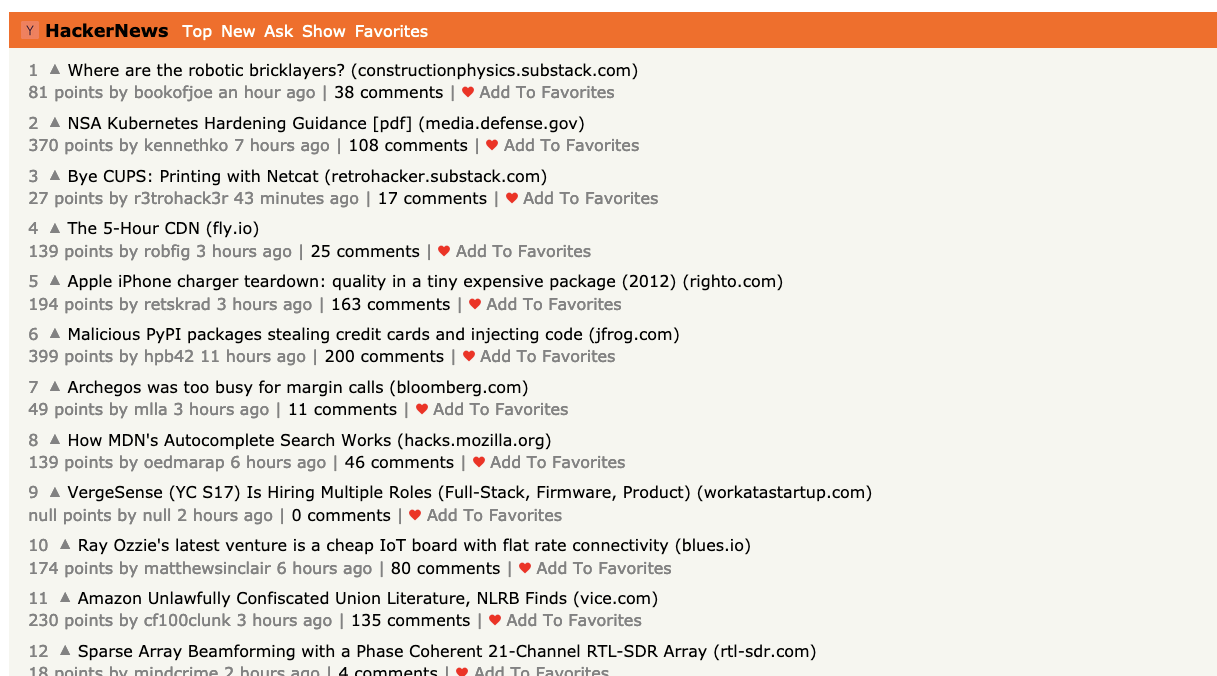 Y HackerNews Top New Ask Show Favorites
1 ▲ Where are the robotic bricklayers? (constructionphysics.substack.com)
81 points by bookofjoe an hour ago | 38 comments | ♥ Add To Favorites
2 ▲ NSA Kubernetes Hardening Guidance [pdf] (media.defense.gov)
370 points by kennethko 7 hours ago | 108 comments | ♥ Add To Favorites
3 ▲ Bye CUPS: Printing with Netcat (retrohacker.substack.com)
27 points by r3trohack3r 43 minutes ago | 17 comments | ♥ Add To Favorites
4 ▲ The 5-Hour CDN (fly.io)
139 points by robfig 3 hours ago | 25 comments | ♥ Add To Favorites
5 ▲ Apple iPhone charger teardown: quality in a tiny expensive package (2012) (righto.com)
194 points by retskrad 3 hours ago | 163 comments | ♥ Add To Favorites
6 ▲ Malicious PyPI packages stealing credit cards and injecting code (jfrog.com)
399 points by hpb42 11 hours ago | 200 comments | ♥ Add To Favorites
7 ▲ Archegos was too busy for margin calls (bloomberg.com)
49 points by mlla 3 hours ago | 11 comments | ♥ Add To Favorites
8 ▲ How MDN's Autocomplete Search Works (hacks.mozilla.org)
139 points by oedmarap 6 hours ago | 46 comments | ♥ Add To Favorites
9 ▲ VergeSense (YC S17) Is Hiring Multiple Roles (Full-Stack, Firmware, Product) (workatastartup.com)
null points by null 2 hours ago | 0 comments | ♥ Add To Favorites
10 ▲ Ray Ozzie's latest venture is a cheap IoT board with flat rate connectivity (blues.io)
174 points by matthewsinclair 6 hours ago | 80 comments | ♥ Add To Favorites
11 ▲ Amazon Unlawfully Confiscated Union Literature, NLRB Finds (vice.com)
230 points by cf100clunk 3 hours ago | 135 comments | ♥ Add To Favorites
12 ▲ Sparse Array Beamforming with a Phase Coherent 21-Channel RTL-SDR Array (rtl-sdr.com)
18 points by mindcrime 2 hours ago | 4 comments | ♥ Add To Favorites